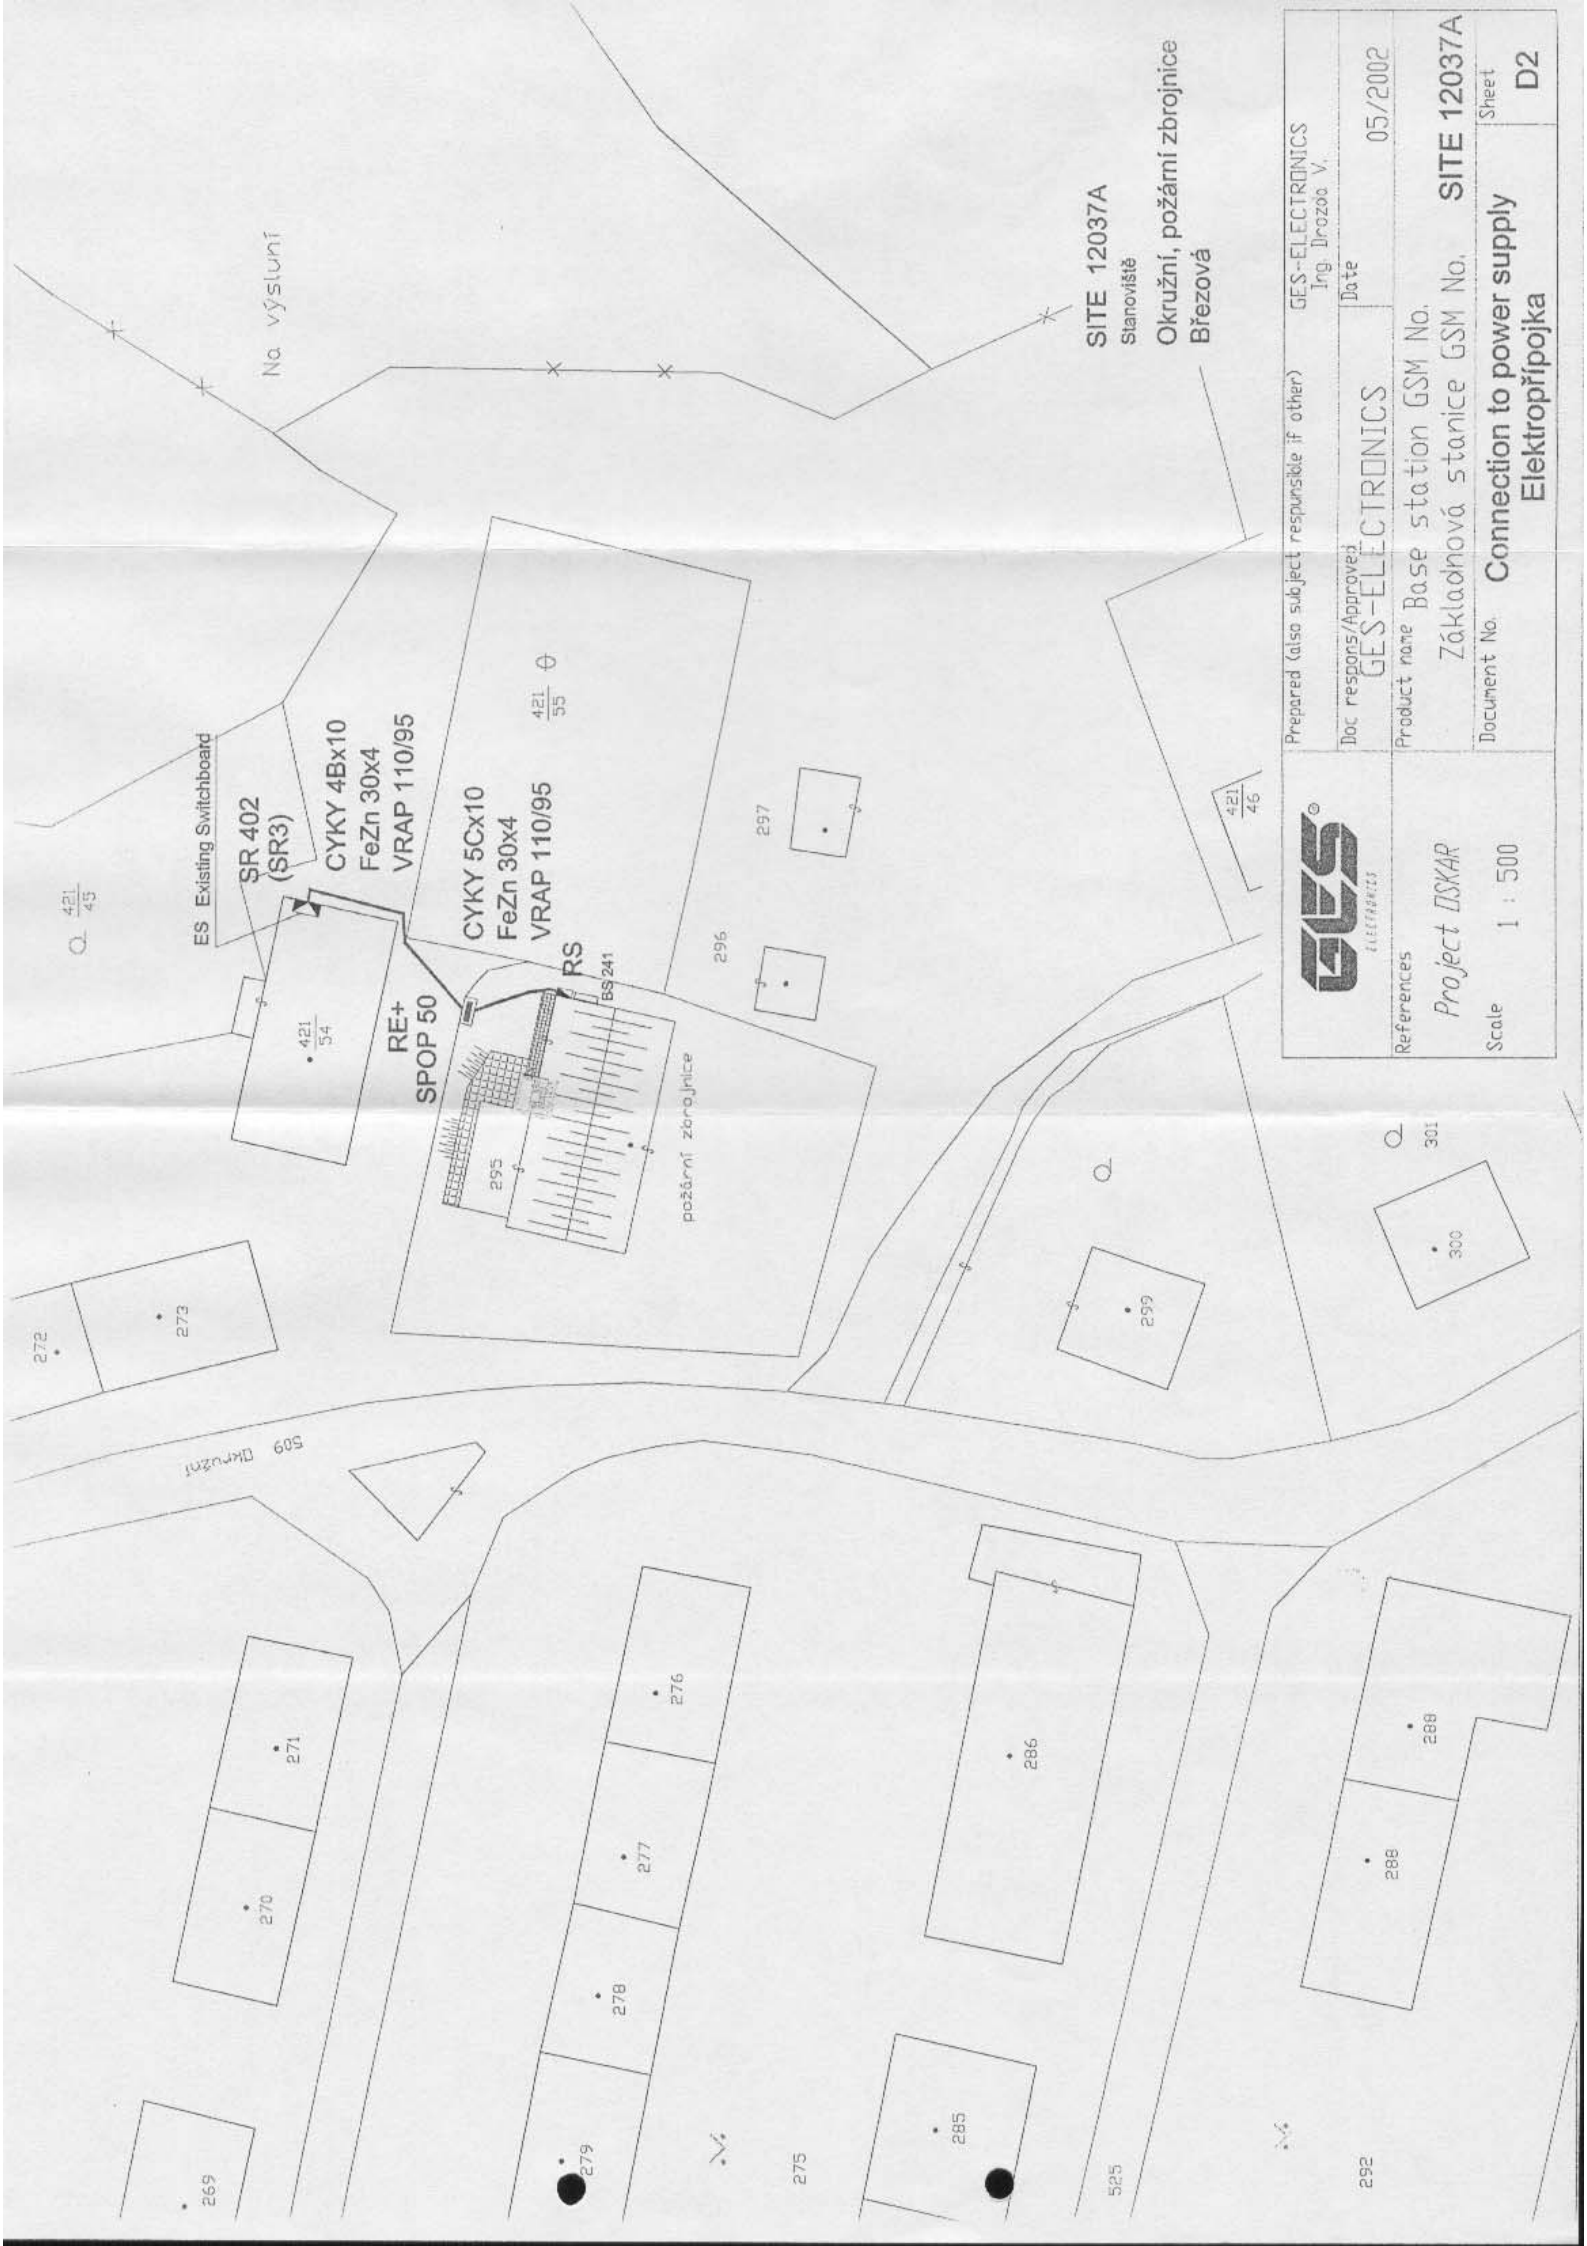 Na výsluní
421
45
ES Existing Switchboard
SR 402
(SR3)
CYKY 4Bx10
FeZn 30x4
VRAP 110/95
CYKY 5Cx10
FeZn 30x4
VRAP 110/95
421
55
421
54
RE+
SPOP 50
RS
BS 241
295
požární zbrojnice
296
297
421
46
SITE 12037A
Stanoviště
Okružní, požární zbrojnice
Březová
272
273
509 Okružní
299
300
301
271
270
269
276
277
278
279
275
286
285
525
288
288
292
GES
ELECTRONICS
®
References
Project OSKAR
Scale 1 : 500
Prepared (also subject responsible if other)
GES-ELECTRONICS
Ing. Drozda V.
Doc respons/Approved
GES-ELECTRONICS
Date
05/2002
Product name Base station GSM No.
Základnová stanice GSM No. SITE 12037A
Document No. Connection to power supply
Elektropřípojka
Sheet
D2